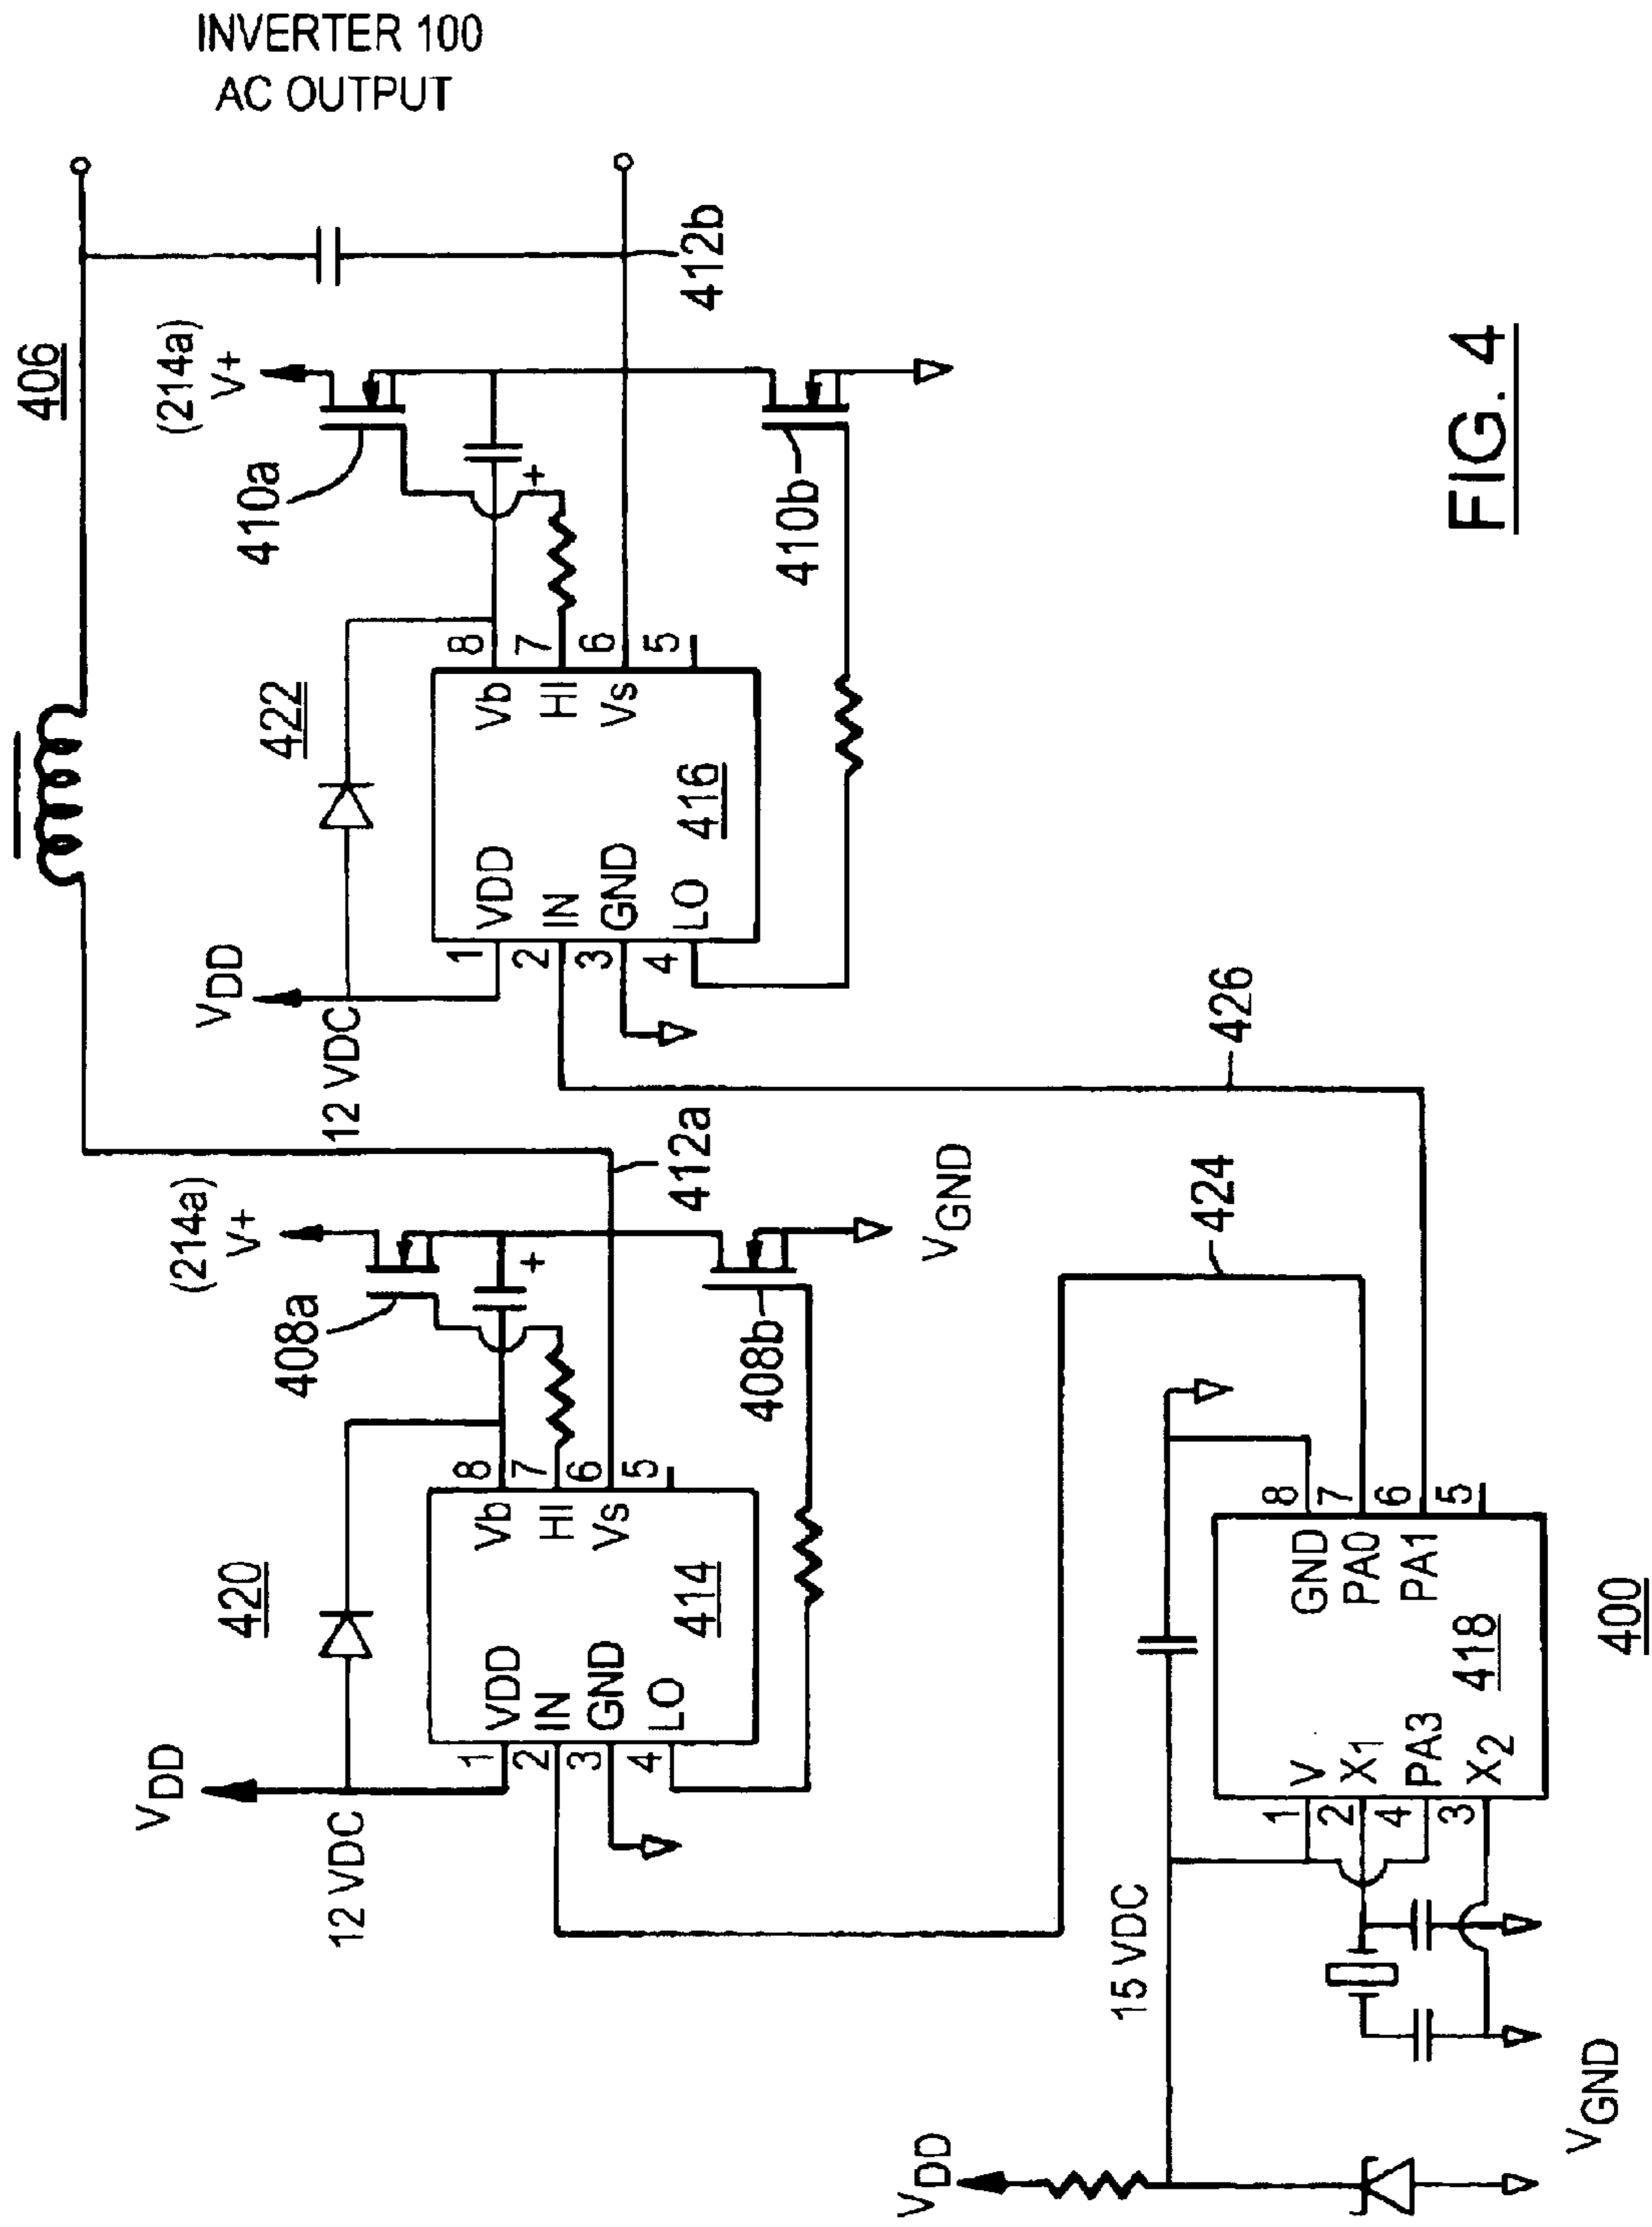 INVERTER 100
AC OUTPUT
406
(214a)
V+
410a
412b
422
VDD
12 VDC
1
2
3
4
VDD
IN
GND
LO
Vb
HI
Vs
8
7
6
5
416
+
410b
426
(214a)
V+
408a
412a
420
VDD
12 VDC
1
2
3
4
VDD
IN
GND
LO
Vb
HI
Vs
8
7
6
5
414
+
408b
VGND
424
VDD
15 VDC
1
2
4
3
V
X1
PA3
X2
GND
PA0
PA1
8
7
6
5
418
VGND
400
FIG. 4